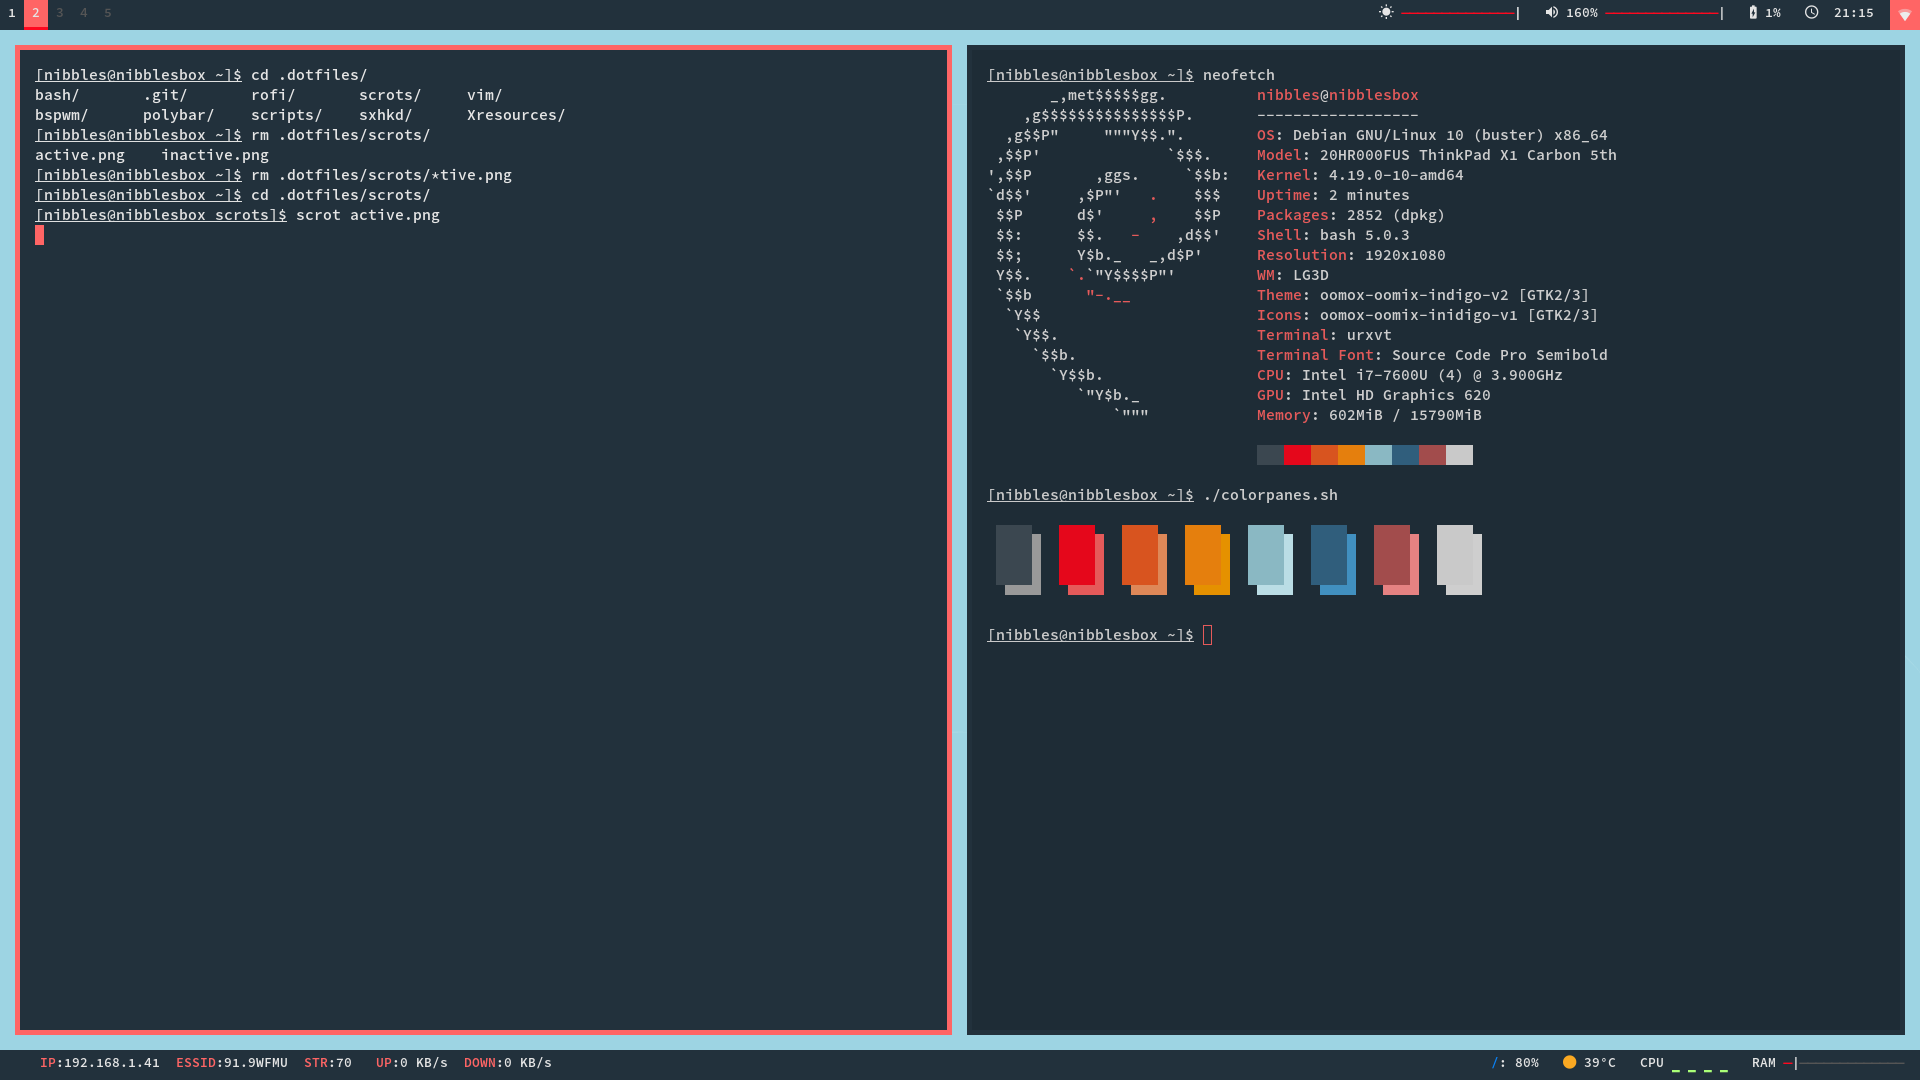 1 2 3 4 5
160% 1% 21:15
[nibbles@nibblesbox ~]$ cd .dotfiles/
bash/ .git/ rofi/ scrots/ vim/
bspwm/ polybar/ scripts/ sxhkd/ Xresources/
[nibbles@nibblesbox ~]$ rm .dotfiles/scrots/
active.png inactive.png
[nibbles@nibblesbox ~]$ rm .dotfiles/scrots/*tive.png
[nibbles@nibblesbox ~]$ cd .dotfiles/scrots/
[nibbles@nibblesbox scrots]$ scrot active.png
[nibbles@nibblesbox ~]$ neofetch
       _,met$$$$$gg.
    ,g$$$$$$$$$$$$$$$P.
  ,g$$P"     """Y$$.".
 ,$$P'              `$$$.
',$$P       ,ggs.     `$$b:
`d$$'     ,$P"'   .    $$$
 $$P      d$'     ,    $$P
 $$:      $$.   -    ,d$$'
 $$;      Y$b._   _,d$P'
 Y$$.    `.`"Y$$$$P"'
 `$$b      "-.__
  `Y$$
   `Y$$.
     `$$b.
       `Y$$b.
          `"Y$b._
              `"""
nibbles@nibblesbox
------------------
OS: Debian GNU/Linux 10 (buster) x86_64
Model: 20HR000FUS ThinkPad X1 Carbon 5th
Kernel: 4.19.0-10-amd64
Uptime: 2 minutes
Packages: 2852 (dpkg)
Shell: bash 5.0.3
Resolution: 1920x1080
WM: LG3D
Theme: oomox-oomix-indigo-v2 [GTK2/3]
Icons: oomox-oomix-inidigo-v1 [GTK2/3]
Terminal: urxvt
Terminal Font: Source Code Pro Semibold
CPU: Intel i7-7600U (4) @ 3.900GHz
GPU: Intel HD Graphics 620
Memory: 602MiB / 15790MiB
[nibbles@nibblesbox ~]$ ./colorpanes.sh
[nibbles@nibblesbox ~]$
IP:192.168.1.41 ESSID:91.9WFMU STR:70 UP:0 KB/s DOWN:0 KB/s
/: 80% 39°C CPU RAM